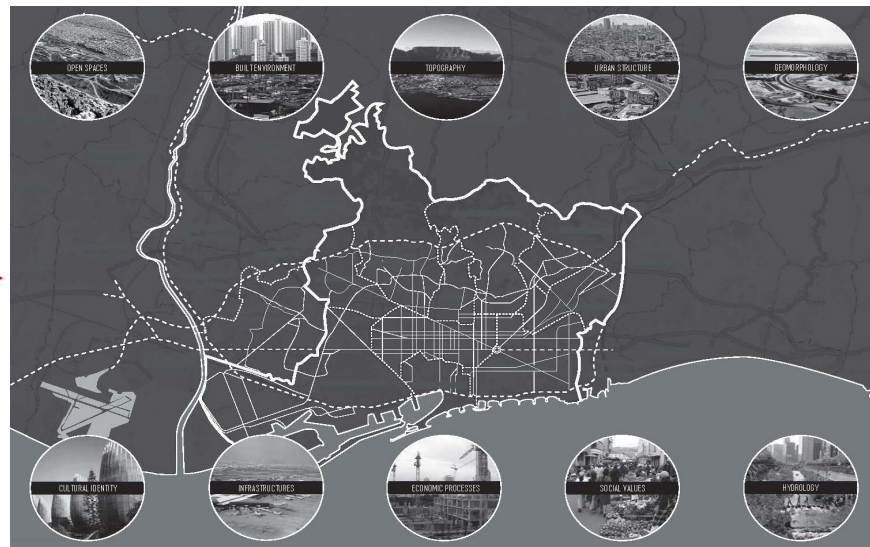 OPEN SPACES
BUILT ENVIRONMENT
TOPOGRAPHY
URBAN STRUCTURE
GEOMORPHOLOGY
CULTURAL IDENTITY
INFRASTRUCTURES
ECONOMIC PROCESSES
SOCIAL VALUES
HYDROLOGY